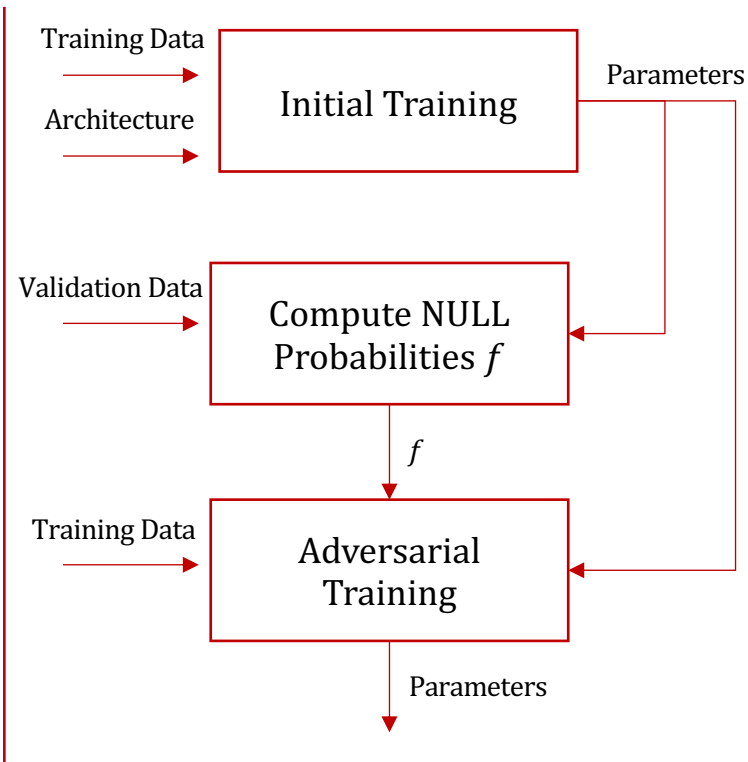 Training Data
Parameters
Initial Training
Architecture
Validation Data
Compute NULL
Probabilities f
f
Training Data
Adversarial
Training
Parameters